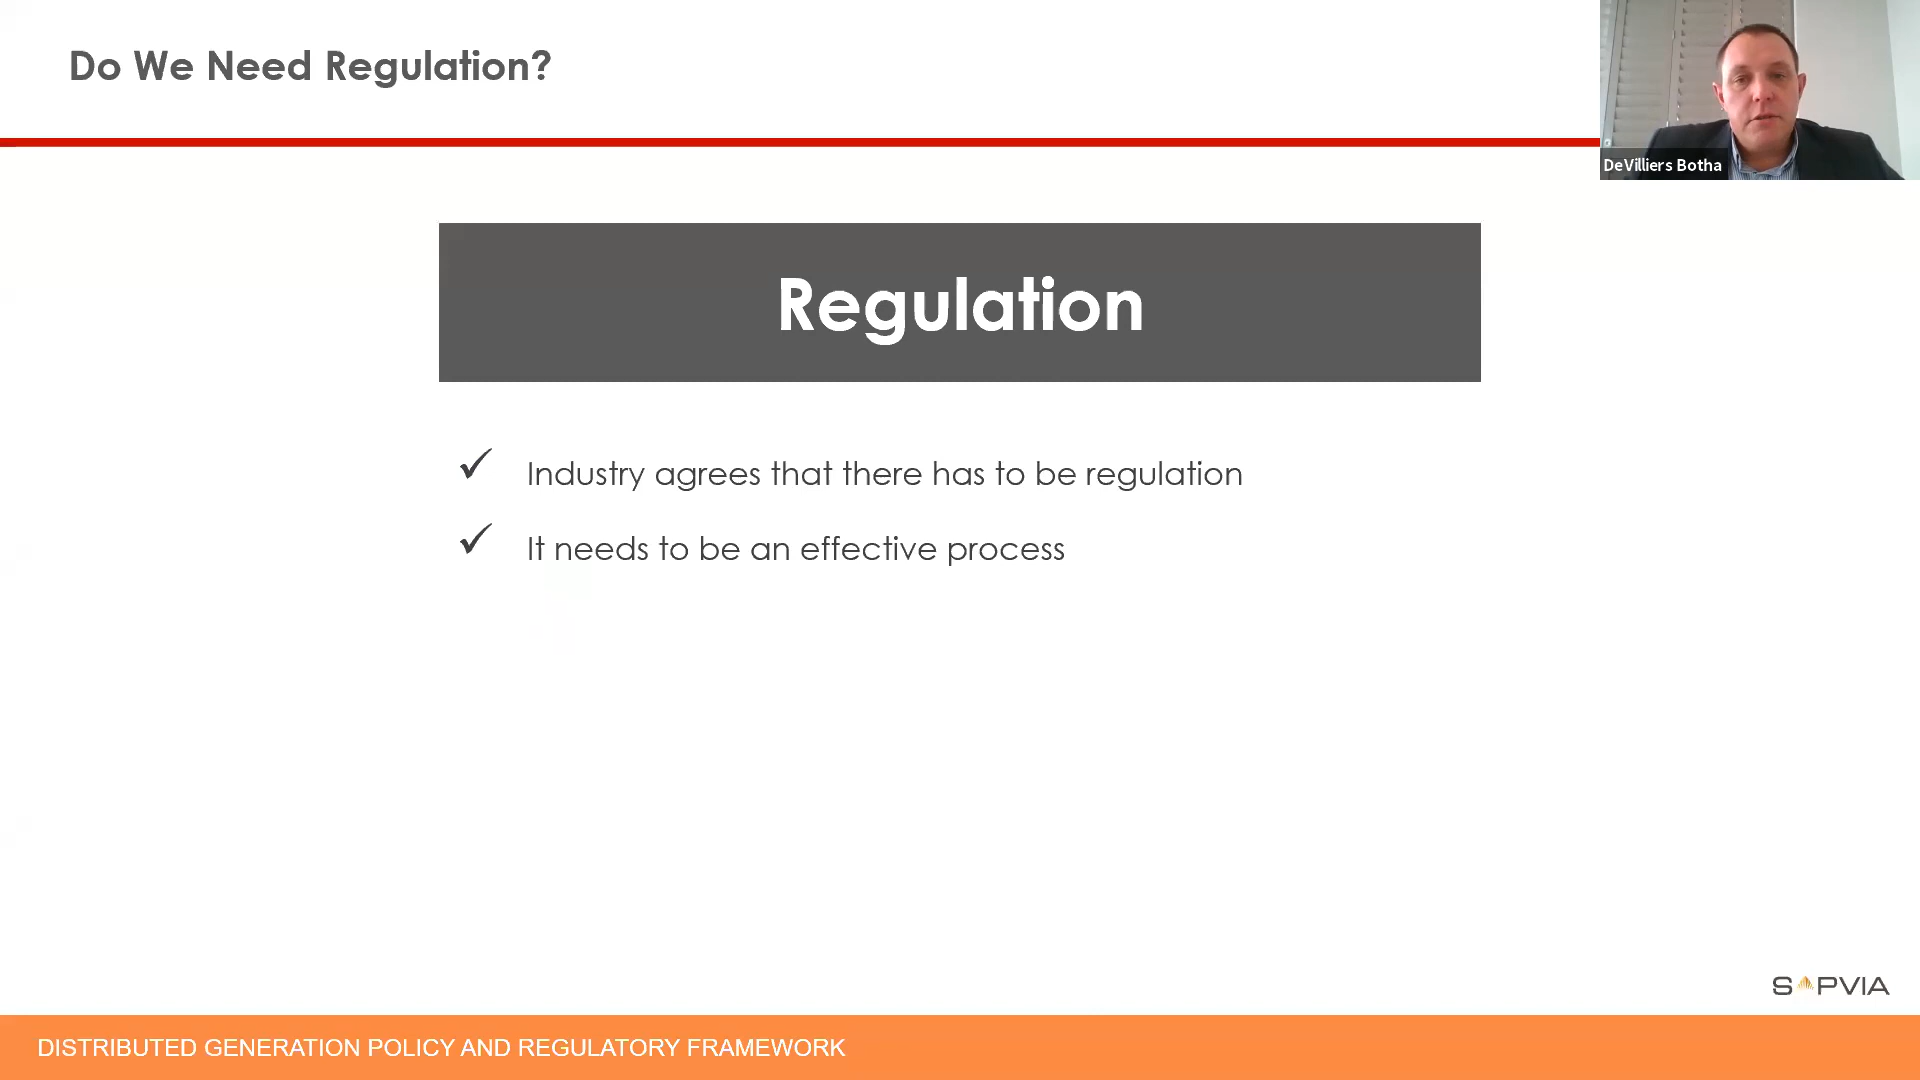 Do We Need Regulation?
DeVilliers Botha
Regulation
Industry agrees that there has to be regulation
It needs to be an effective process
SAPVIA
DISTRIBUTED GENERATION POLICY AND REGULATORY FRAMEWORK